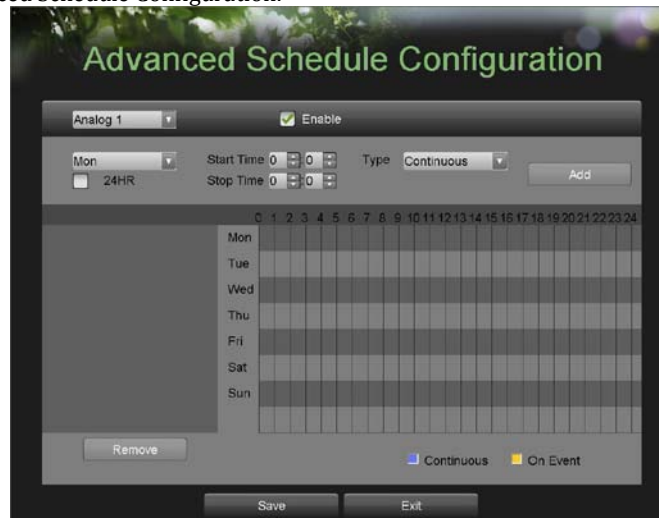 Advanced Schedule Configuration
Analog 1
Enable
Mon
Start Time 0 : 0
Type
Continuous
24HR
Stop Time 0 : 0
Add
0 1 2 3 4 5 6 7 8 9 10 11 12 13 14 15 16 17 18 19 20 21 22 23 24
Mon
Tue
Wed
Thu
Fri
Sat
Sun
Remove
Continuous
On Event
Save
Exit